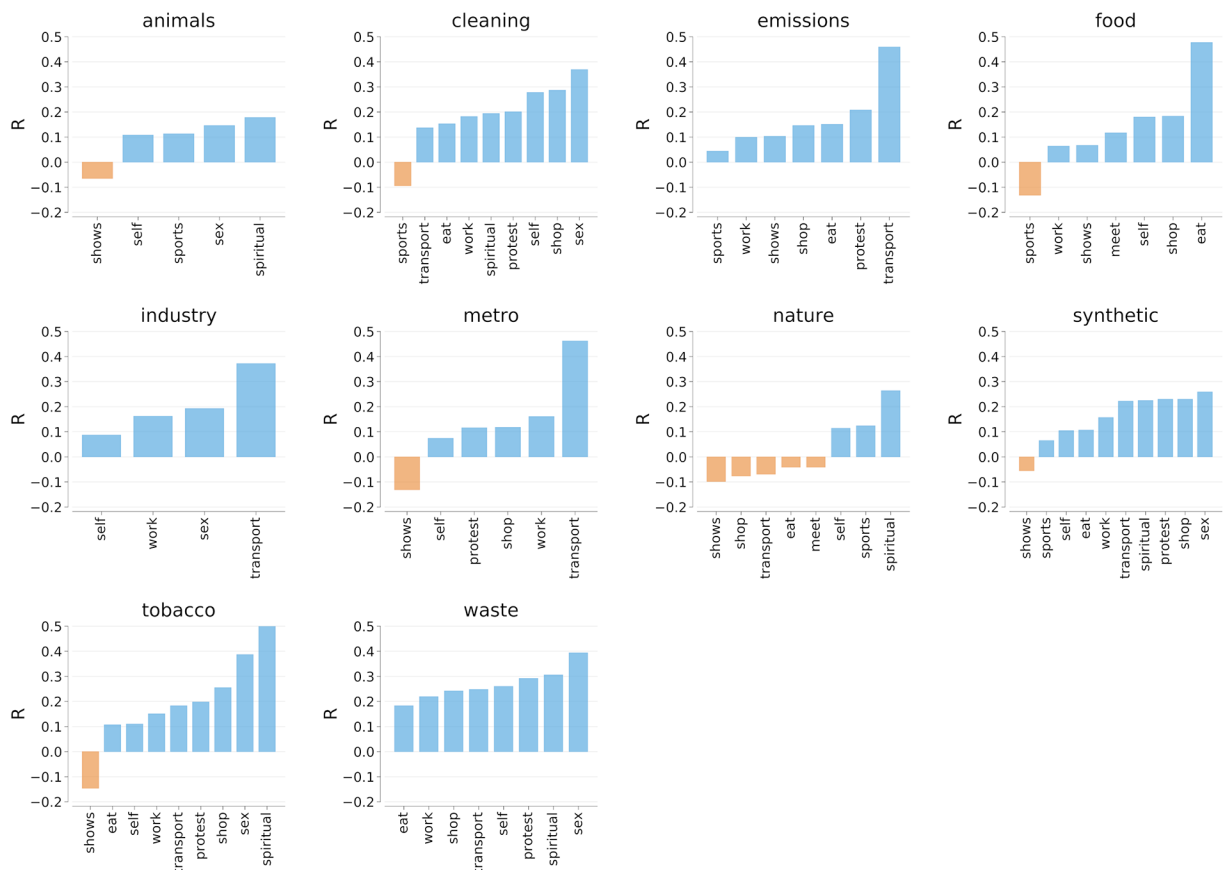 animals
cleaning
emissions
food
0.5
0.4
0.3
0.2
0.1
0.0
−0.1
−0.2
R
shows
self
sports
sex
spiritual
0.5
0.4
0.3
0.2
0.1
0.0
−0.1
−0.2
R
sports
transport
eat
work
spiritual
protest
self
shop
sex
0.5
0.4
0.3
0.2
0.1
0.0
−0.1
−0.2
R
sports
work
shows
shop
eat
protest
transport
0.5
0.4
0.3
0.2
0.1
0.0
−0.1
−0.2
R
sports
work
shows
meet
self
shop
eat
industry
metro
nature
synthetic
0.5
0.4
0.3
0.2
0.1
0.0
−0.1
−0.2
R
self
work
sex
transport
0.5
0.4
0.3
0.2
0.1
0.0
−0.1
−0.2
R
shows
self
protest
shop
work
transport
0.5
0.4
0.3
0.2
0.1
0.0
−0.1
−0.2
R
shows
shop
transport
eat
meet
self
sports
spiritual
0.5
0.4
0.3
0.2
0.1
0.0
−0.1
−0.2
R
shows
sports
self
eat
work
transport
spiritual
protest
shop
sex
tobacco
waste
0.5
0.4
0.3
0.2
0.1
0.0
−0.1
−0.2
R
shows
eat
self
work
transport
protest
shop
sex
spiritual
0.5
0.4
0.3
0.2
0.1
0.0
−0.1
−0.2
R
eat
work
shop
transport
self
protest
spiritual
sex